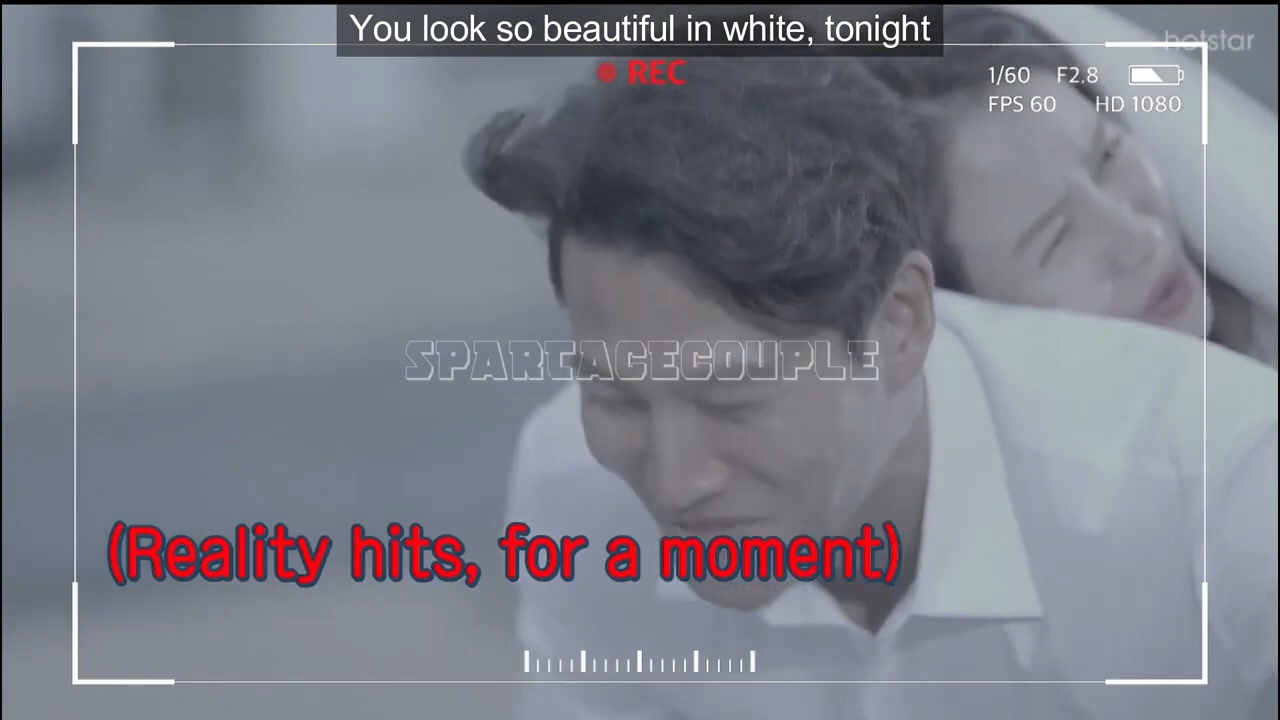 You look so beautiful in white, tonight
hotstar
REC
1/60 F2.8
FPS 60 HD 1080
SPARTACECOUPLE
(Reality hits, for a moment)